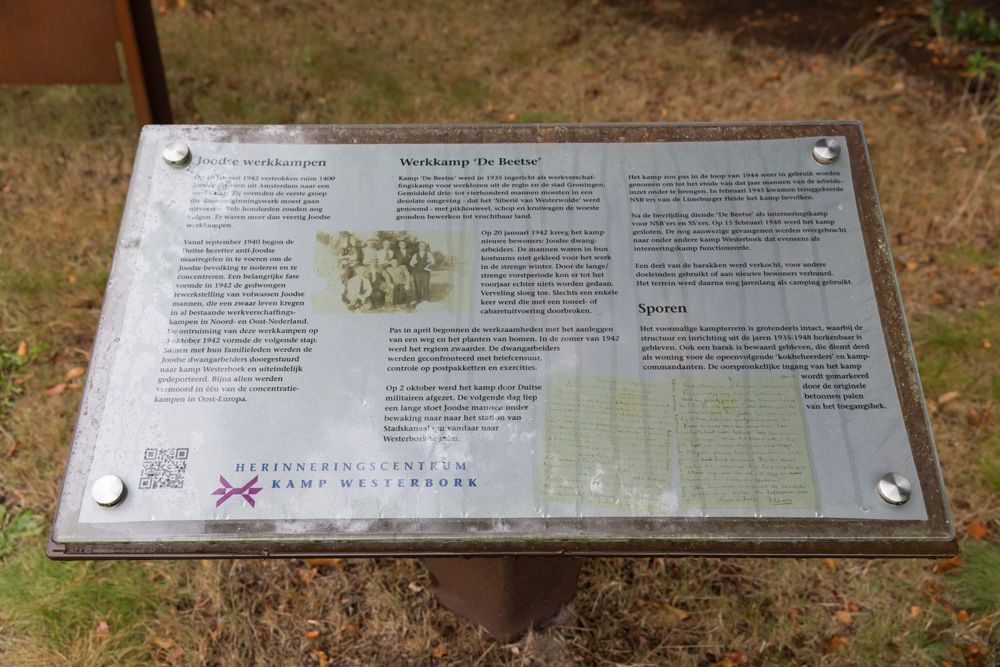 Joodse werkkampen
Op 10 januari 1942 vertrokken ruim 1400
Joodse mannen uit Amsterdam naar een
werkkamp. Zij vormden de eerste groep
die daar ontginningswerk moest gaan
uitvoeren. Vele honderden zouden nog
volgen. Er waren meer dan veertig Joodse
werkkampen.
Vanaf september 1940 begon de
Duitse bezetter anti-Joodse
maatregelen in te voeren om de
Joodse bevolking te isoleren en te
concentreren. Een belangrijke fase
vormde in 1942 de gedwongen
tewerkstelling van volwassen Joodse
mannen, die een zwaar leven kregen
in al bestaande werkverschaffings-
kampen in Noord- en Oost-Nederland.
De ontruiming van deze werkkampen op
3 oktober 1942 vormde de volgende stap.
Samen met hun familieleden werden de
Joodse dwangarbeiders doorgestuurd
naar kamp Westerbork en uiteindelijk
gedeporteerd. Bijna allen werden
vermoord in één van de concentratie-
kampen in Oost-Europa.
Werkkamp ‘De Beetse’
Kamp ‘De Beetse’ werd in 1935 ingericht als werkverschaf-
fingskamp voor werklozen uit de regio en de stad Groningen.
Gemiddeld drie- tot vierhonderd mannen moesten in een
desolate omgeving - dat het ‘Siberië van Westerwolde’ werd
genoemd - met pikhouweel, schop en kruiwagen de woeste
gronden bewerken tot vruchtbaar land.
Op 20 januari 1942 kreeg het kamp
nieuwe bewoners: Joodse dwang-
arbeiders. De mannen waren in hun
kostuums niet gekleed voor het werk
in de strenge winter. Door de lange/
strenge vorstperiode kon er tot het
voorjaar echter niets worden gedaan.
Verveling sloeg toe. Slechts een enkele
keer werd die met een toneel- of
cabaretuitvoering doorbroken.
Pas in april begonnen de werkzaamheden met het aanleggen
van een weg en het planten van bomen. In de zomer van 1942
werd het regiem zwaarder. De dwangarbeiders
werden geconfronteerd met briefcensuur,
controle op postpakketten en exercities.
Op 2 oktober werd het kamp door Duitse
militairen afgezet. De volgende dag liep
een lange stoet Joodse mannen onder
bewaking naar naar het station van
Stadskanaal om vandaar naar
Westerbork te gaan.
Het kamp zou pas in de loop van 1944 weer in gebruik worden
genomen om tot het einde van dat jaar mannen van de arbeids-
inzet onder te brengen. In februari 1945 kwamen teruggekeerde
NSB'ers van de Lüneburger Heide het kamp bevolken.
Na de bevrijding diende ‘De Beetse’ als interneringskamp
voor NSB'ers en SS'ers. Op 15 februari 1948 werd het kamp
gesloten. De nog aanwezige gevangenen werden overgebracht
naar onder andere kamp Westerbork dat eveneens als
interneringskamp functioneerde.
Een deel van de barakken werd verkocht, voor andere
doeleinden gebruikt of aan nieuwe bewoners verhuurd.
Het terrein werd daarna nog jarenlang als camping gebruikt.
Sporen
Het voormalige kampterrein is grotendeels intact, waarbij de
structuur en inrichting uit de jaren 1935-1948 herkenbaar is
gebleven. Ook een barak is bewaard gebleven, die dienst deed
als woning voor de opeenvolgende ‘kokbeheerders’ en kamp-
commandanten. De oorspronkelijke ingang van het kamp
wordt gemarkeerd
door de originele
betonnen palen
van het toegangshek.
HERINNERINGSCENTRUM
KAMP WESTERBORK